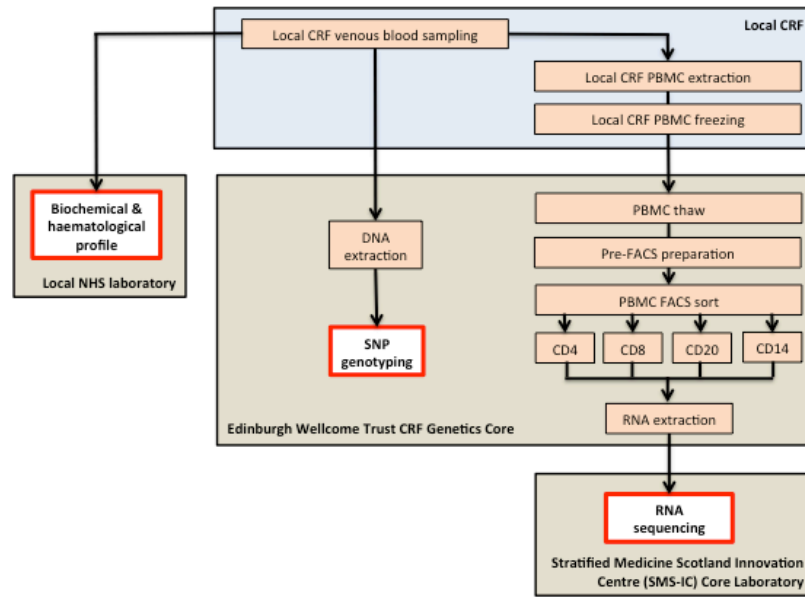 Local CRF
Local CRF venous blood sampling
Local CRF PBMC extraction
Local CRF PBMC freezing
Biochemical &
haematological
profile
Local NHS laboratory
DNA
extraction
SNP
genotyping
PBMC thaw
Pre-FACS preparation
PBMC FACS sort
CD4
CD8
CD20
CD14
RNA extraction
Edinburgh Wellcome Trust CRF Genetics Core
RNA
sequencing
Stratified Medicine Scotland Innovation
Centre (SMS-IC) Core Laboratory